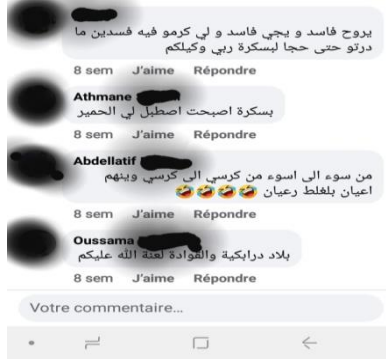 يروح فاسد و يجي فاسد و لي كرمو فيه فسدين ما
درتو حتى حجا لبسكرة ربي وكيلكم
8 sem J'aime Répondre
Athmane
بسكرة اصبحت اصطبل لي الحمير
8 sem J'aime Répondre
Abdellatif
من سوء الى اسوء من كرسي الى كرسي وينهم
اعيان بلغلط رعيان 🤣🤣🤣🤣
8 sem J'aime Répondre
Oussama
بلاد درابكية والقوادة لعنة الله عليكم
8 sem J'aime Répondre
Votre commentaire...